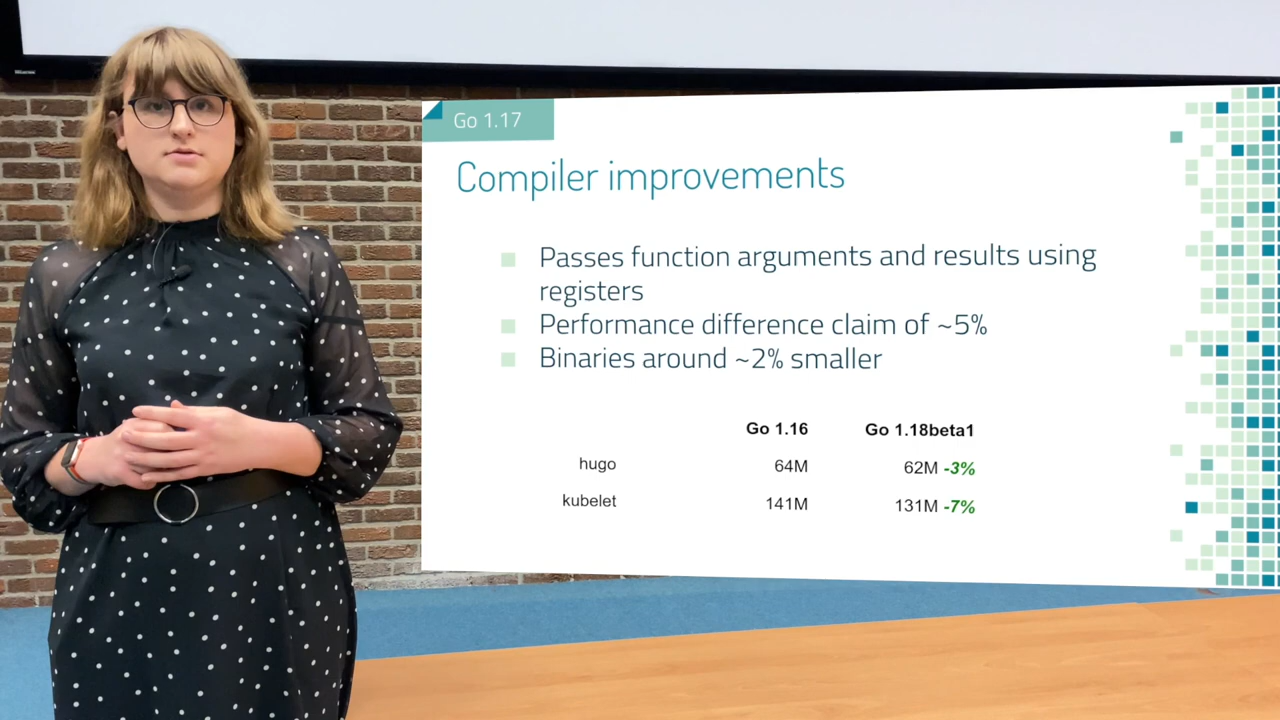 Go 1.17
Compiler improvements
Passes function arguments and results using
registers
Performance difference claim of ~5%
Binaries around ~2% smaller
Go 1.16 Go 1.18beta1
hugo 64M 62M -3%
kubelet 141M 131M -7%